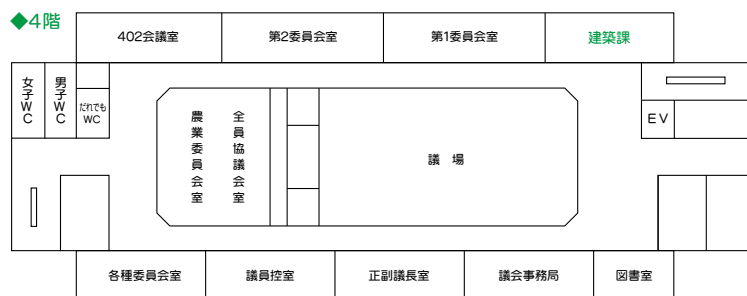 ◆4階
402会議室
第2委員会室
第1委員会室
建築課
女子WC
男子WC
だれでも
WC
EV
農業委員会室
全員協議会室
議場
各種委員会室
議員控室
正副議長室
議会事務局
図書室